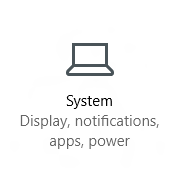 System
Display, notifications,
apps, power